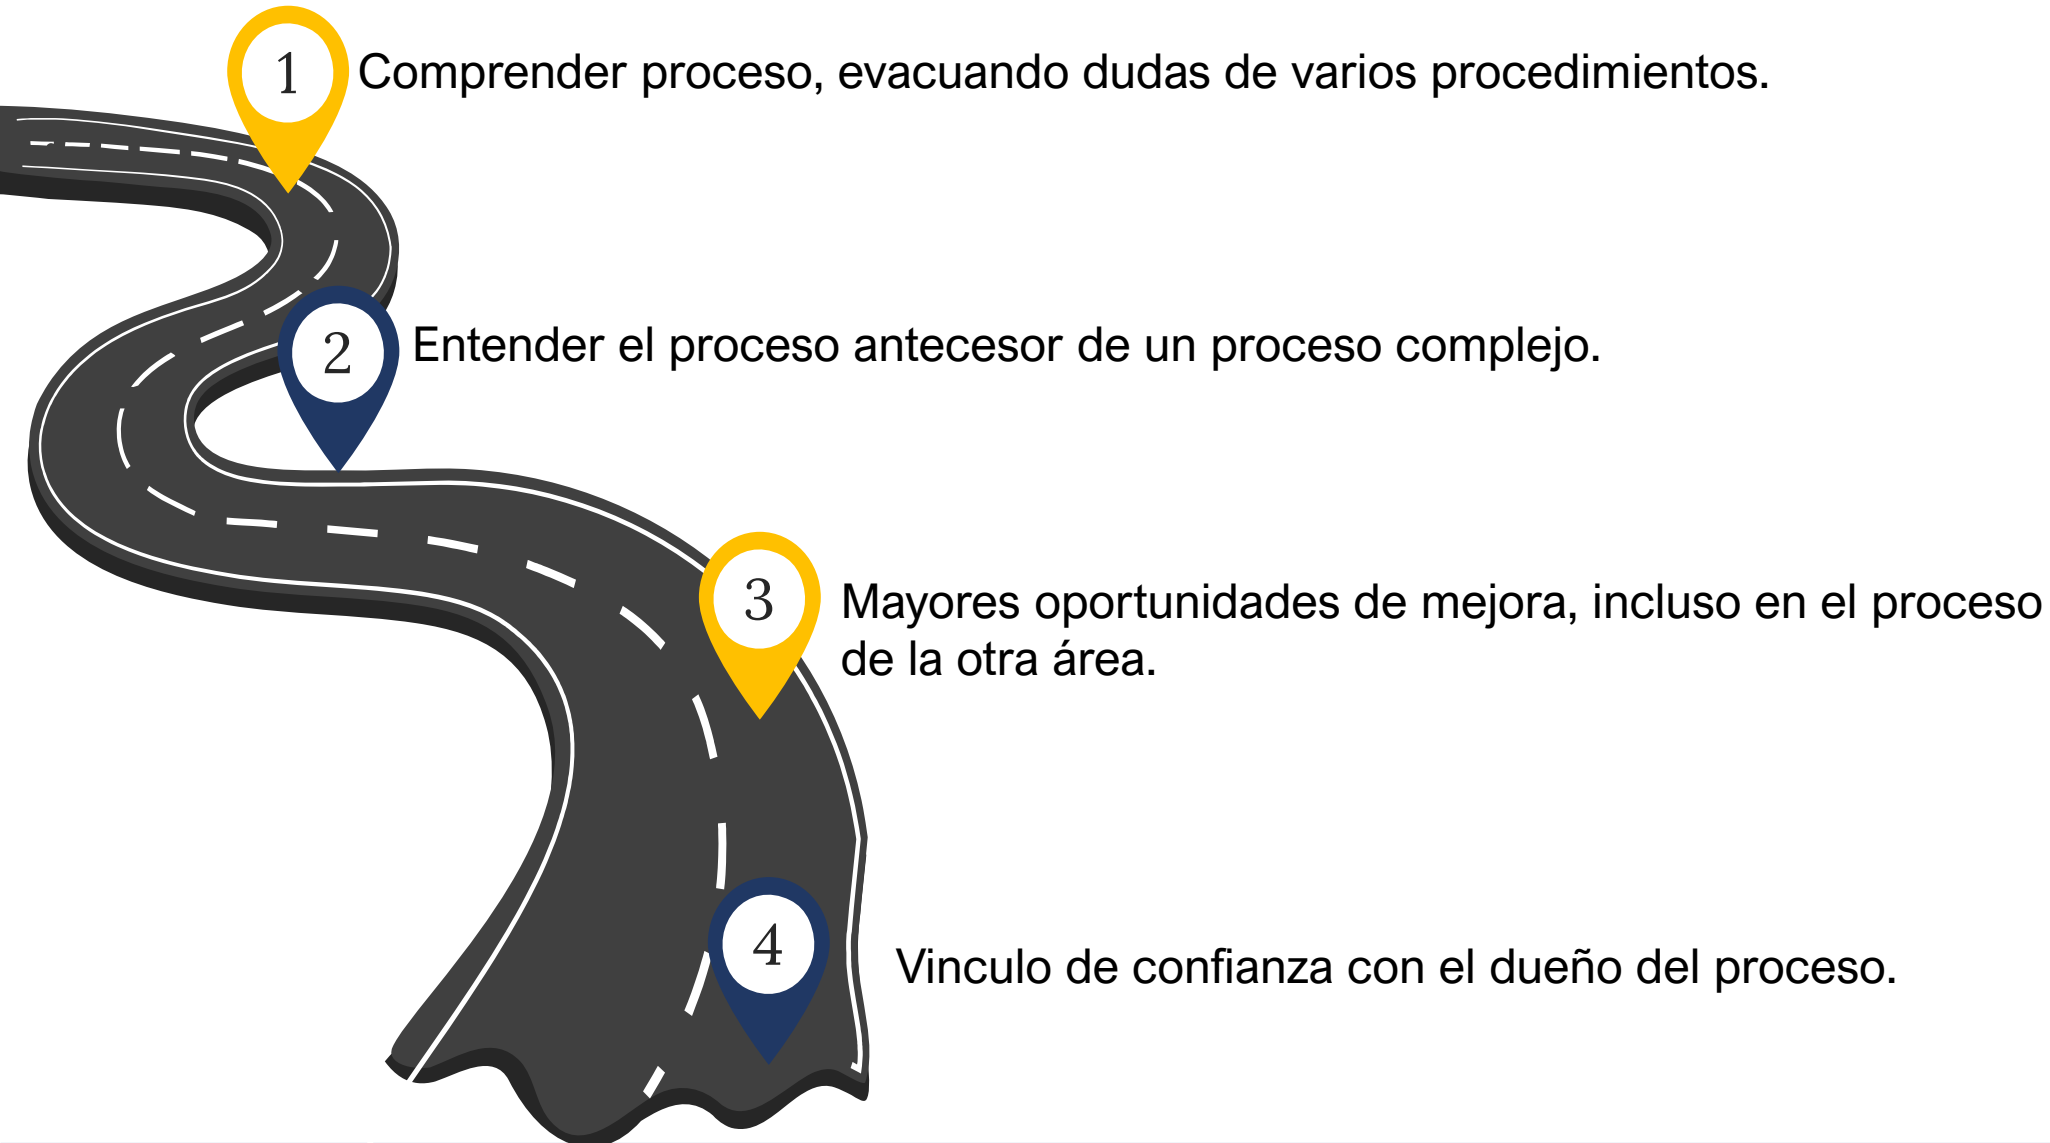 1
Comprender proceso, evacuando dudas de varios procedimientos.
2
Entender el proceso antecesor de un proceso complejo.
3
Mayores oportunidades de mejora, incluso en el proceso
de la otra área.
4
Vinculo de confianza con el dueño del proceso.